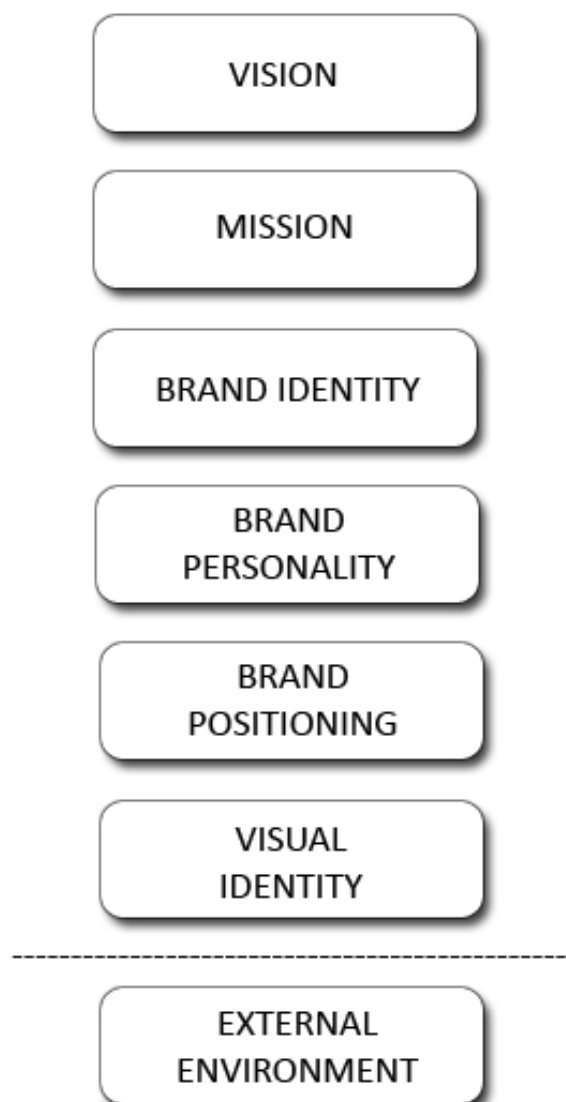 VISION
MISSION
BRAND IDENTITY
BRAND
PERSONALITY
BRAND
POSITIONING
VISUAL
IDENTITY
EXTERNAL
ENVIRONMENT